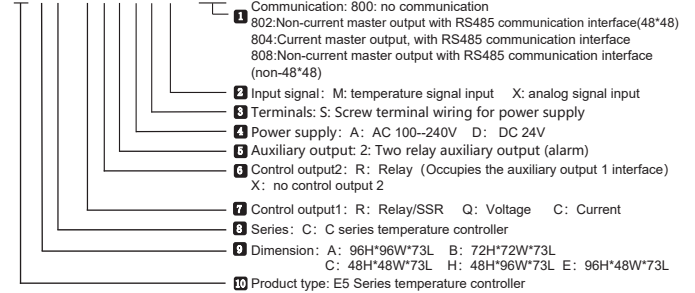 Communication: 800: no communication
1 802:Non-current master output with RS485 communication interface(48*48)
804:Current master output, with RS485 communication interface
808:Non-current master output with RS485 communication interface
(non-48*48)
2 Input signal: M: temperature signal input X: analog signal input
3 Terminals: S: Screw terminal wiring for power supply
4 Power supply: A: AC 100--240V D: DC 24V
5 Auxiliary output: 2: Two relay auxiliary output (alarm)
6 Control output2: R: Relay (Occupies the auxiliary output 1 interface)
X: no control output 2
7 Control output1: R: Relay/SSR Q: Voltage C: Current
8 Series: C: C series temperature controller
9 Dimension: A: 96H*96W*73L B: 72H*72W*73L
C: 48H*48W*73L H: 48H*96W*73L E: 96H*48W*73L
10 Product type: E5 Series temperature controller